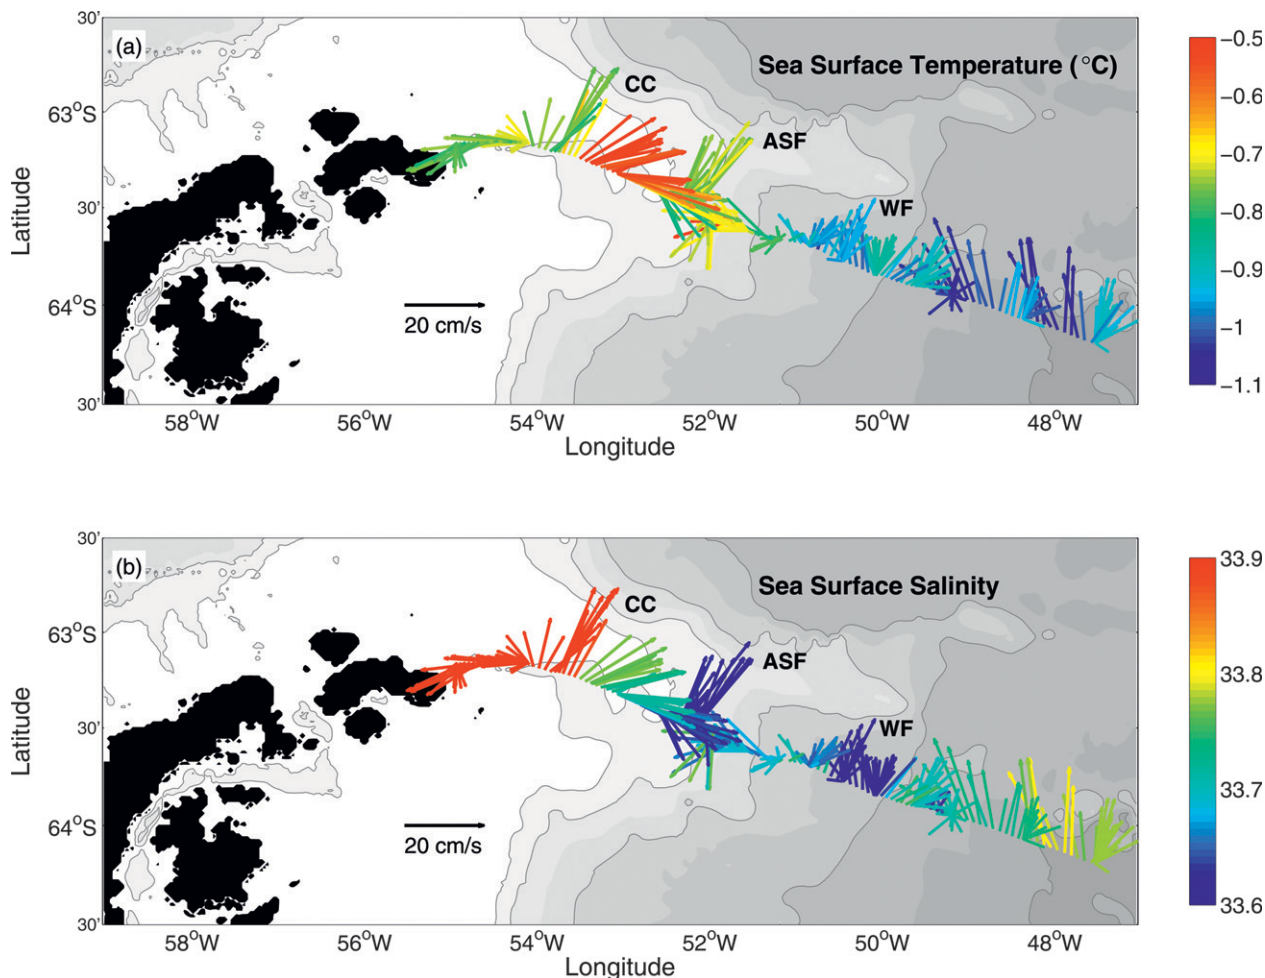 (a)
Sea Surface Temperature (°C)
CC
ASF
WF
20 cm/s
30'
63°S
30'
64°S
30'
Latitude
58°W 56°W 54°W 52°W 50°W 48°W
Longitude
−0.5
−0.6
−0.7
−0.8
−0.9
−1
−1.1
(b)
Sea Surface Salinity
CC
ASF
WF
20 cm/s
30'
63°S
30'
64°S
30'
Latitude
58°W 56°W 54°W 52°W 50°W 48°W
Longitude
33.9
33.8
33.7
33.6